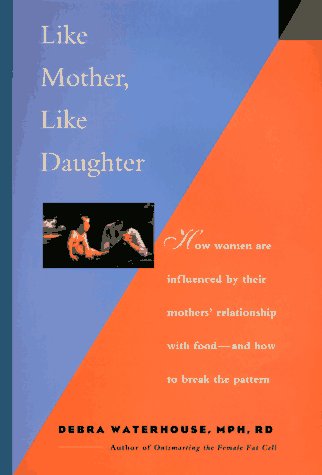 Like
Mother,
Like
Daughter
How women are
influenced by their
mothers' relationship
with food—and how
to break the pattern
DEBRA WATERHOUSE, MPH, RD
Author of Outsmarting the Female Fat Cell